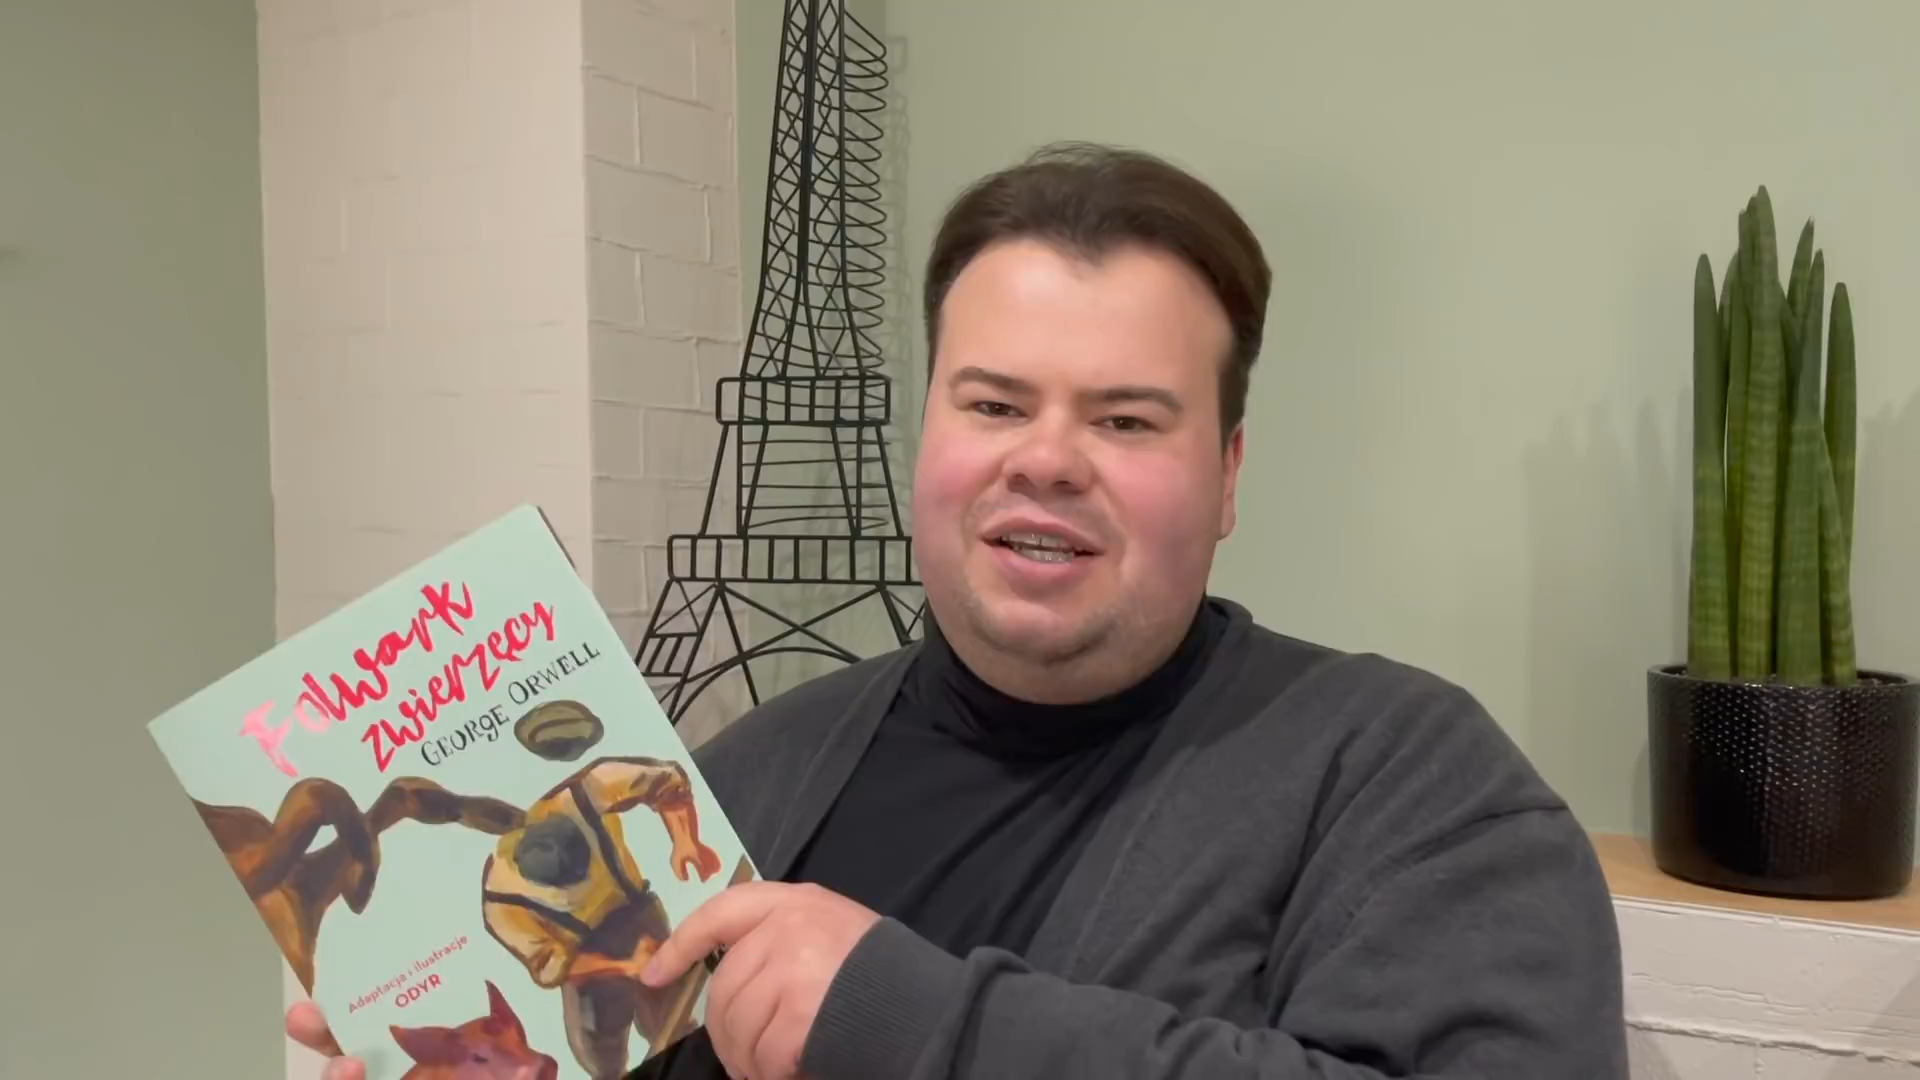 Folwark
zwierzęcy
GEORgE ORWELL
Adaptacja i ilustracje
ODYR